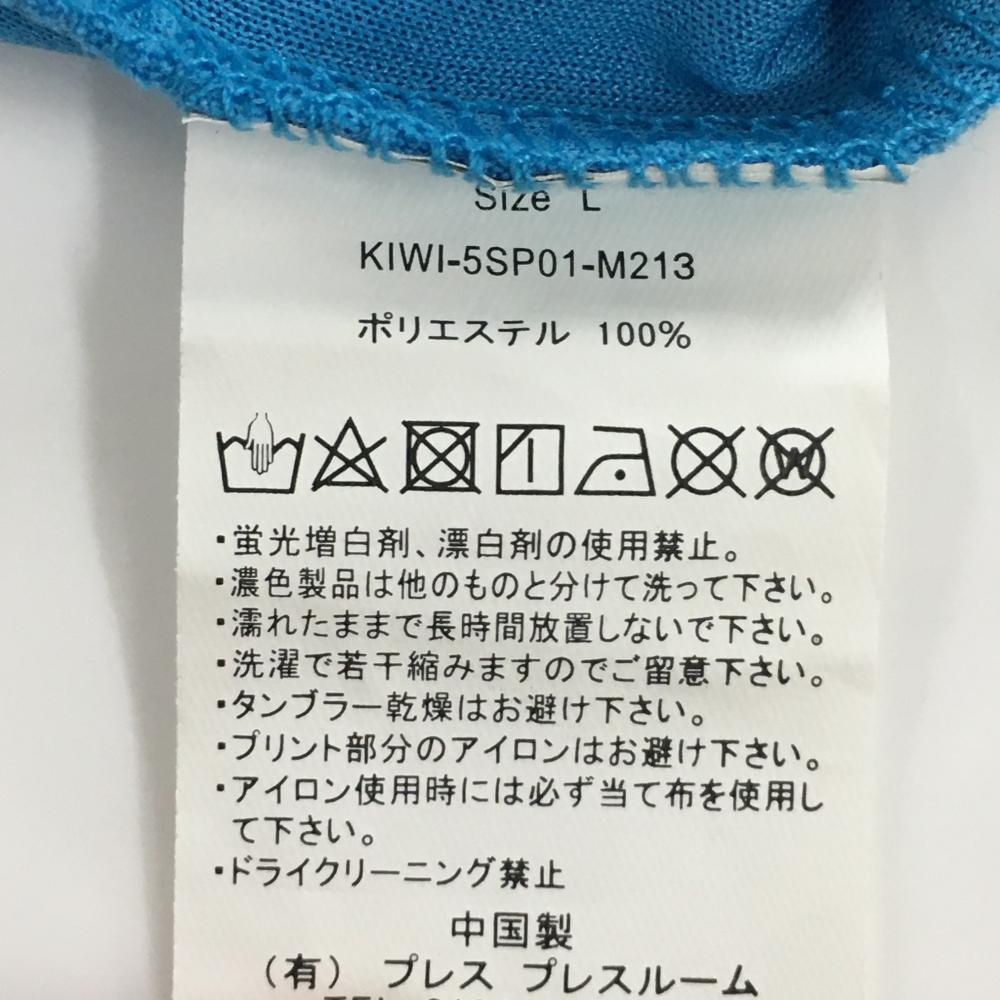 Size L
KIWI-5SP01-M213
ポリエステル 100%
W
・蛍光増白剤、漂白剤の使用禁止。
・濃色製品は他のものと分けて洗って下さい。
・濡れたままで長時間放置しないで下さい。
・洗濯で若干縮みますのでご留意下さい。
・タンブラー乾燥はお避け下さい。
・プリント部分のアイロンはお避け下さい。
・アイロン使用時には必ず当て布を使用し
て下さい。
・ドライクリーニング禁止
中国製
（有） プレス プレスルーム